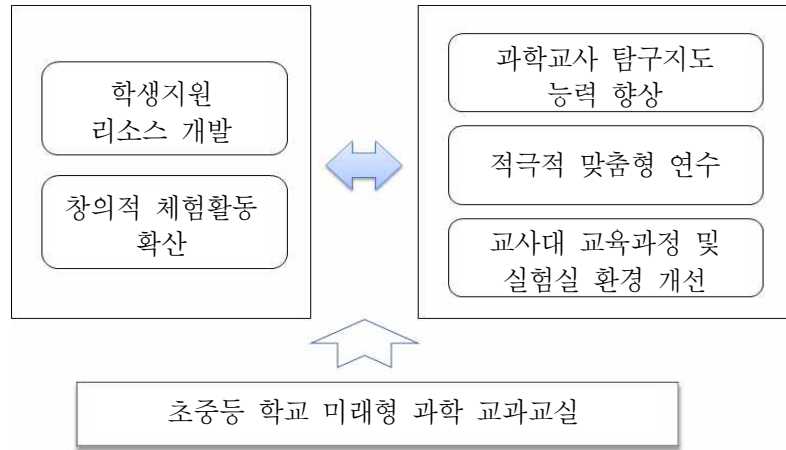 학생지원
리소스 개발
창의적 체험활동
확산
과학교사 탐구지도
능력 향상
적극적 맞춤형 연수
교사대 교육과정 및
실험실 환경 개선
초중등 학교 미래형 과학 교과교실